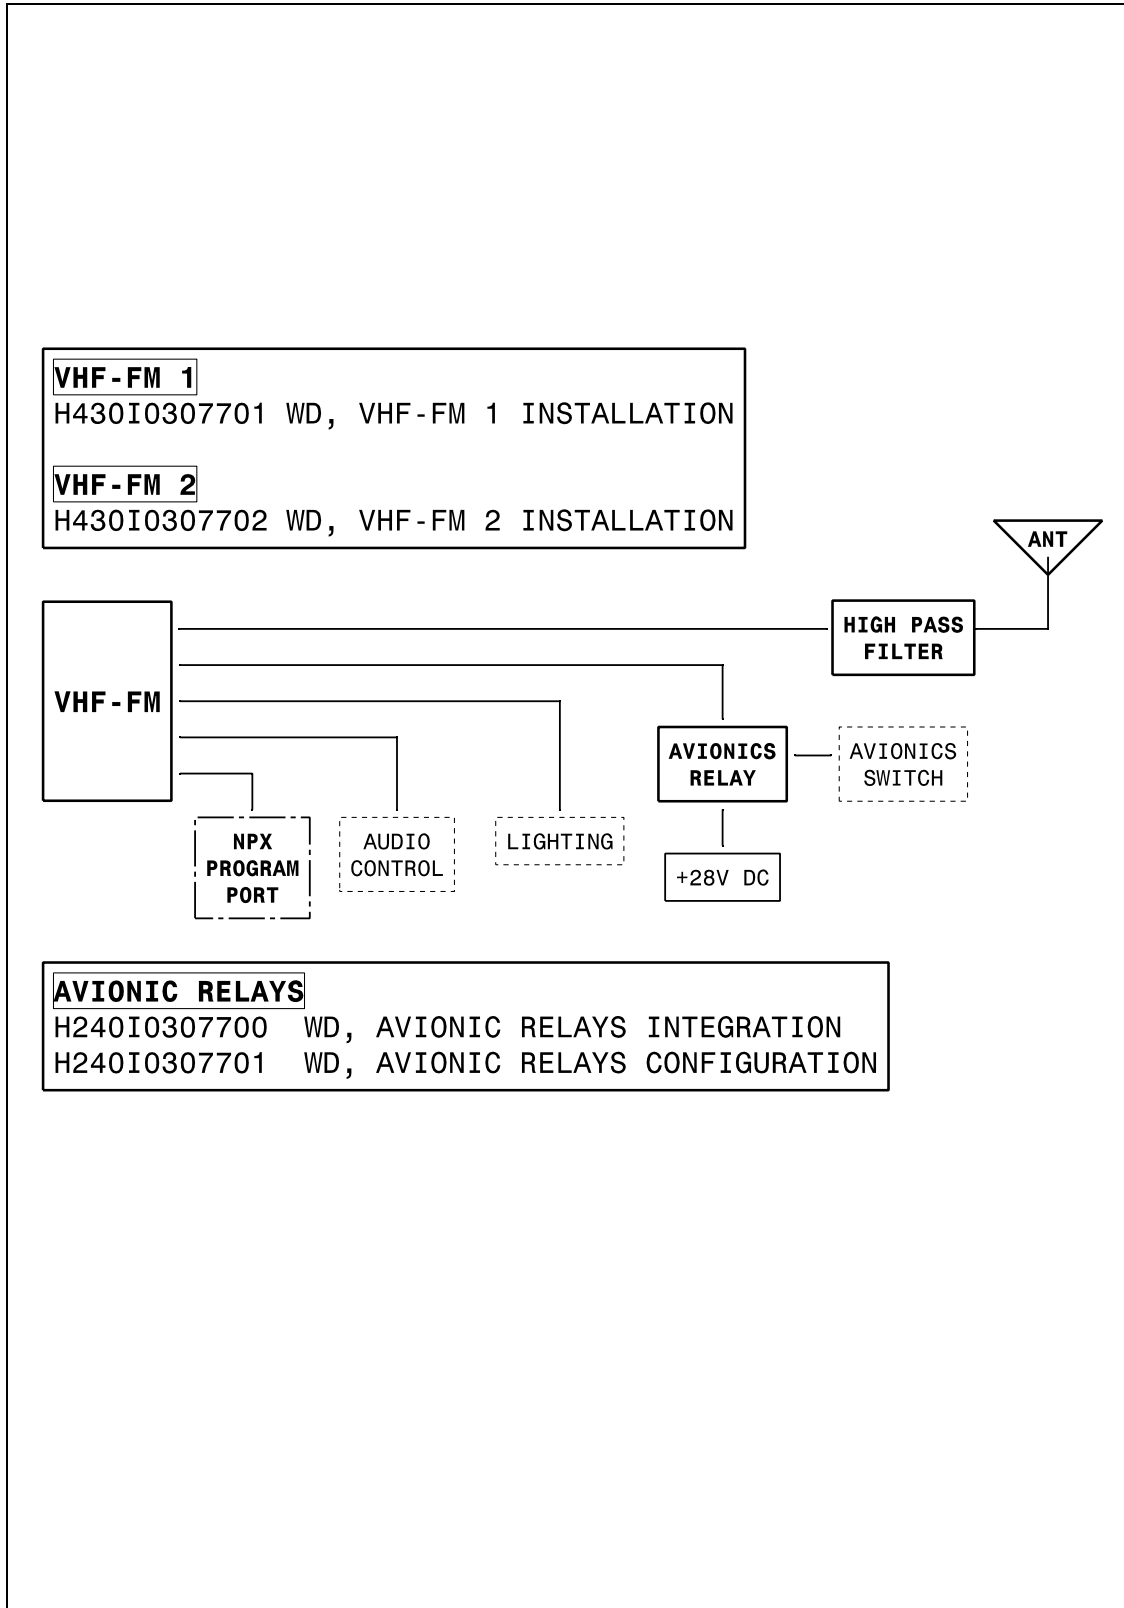 VHF-FM 1
H430I0307701 WD, VHF-FM 1 INSTALLATION
VHF-FM 2
H430I0307702 WD, VHF-FM 2 INSTALLATION
ANT
HIGH PASS
FILTER
VHF-FM
AVIONICS
RELAY
AVIONICS
SWITCH
NPX
PROGRAM
PORT
AUDIO
CONTROL
LIGHTING
+28V DC
AVIONIC RELAYS
H240I0307700 WD, AVIONIC RELAYS INTEGRATION
H240I0307701 WD, AVIONIC RELAYS CONFIGURATION